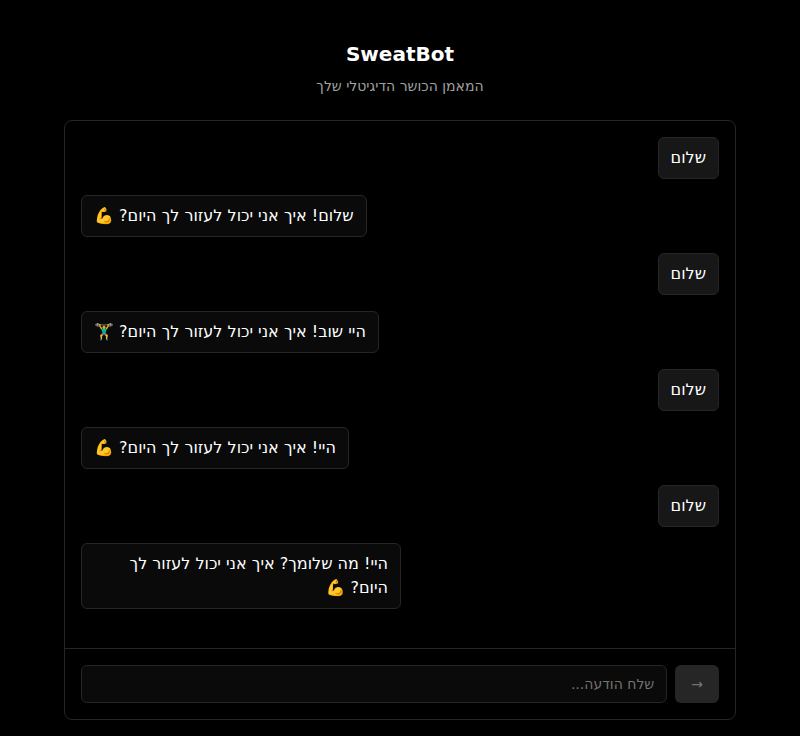 SweatBot
המאמן הכושר הדיגיטלי שלך
שלום
שלום! איך אני יכול לעזור לך היום? 💪
שלום
היי שוב! איך אני יכול לעזור לך היום? 🏋️‍♂️
שלום
היי! איך אני יכול לעזור לך היום? 💪
שלום
היי! מה שלומך? איך אני יכול לעזור לך
היום? 💪
שלח הודעה...
→